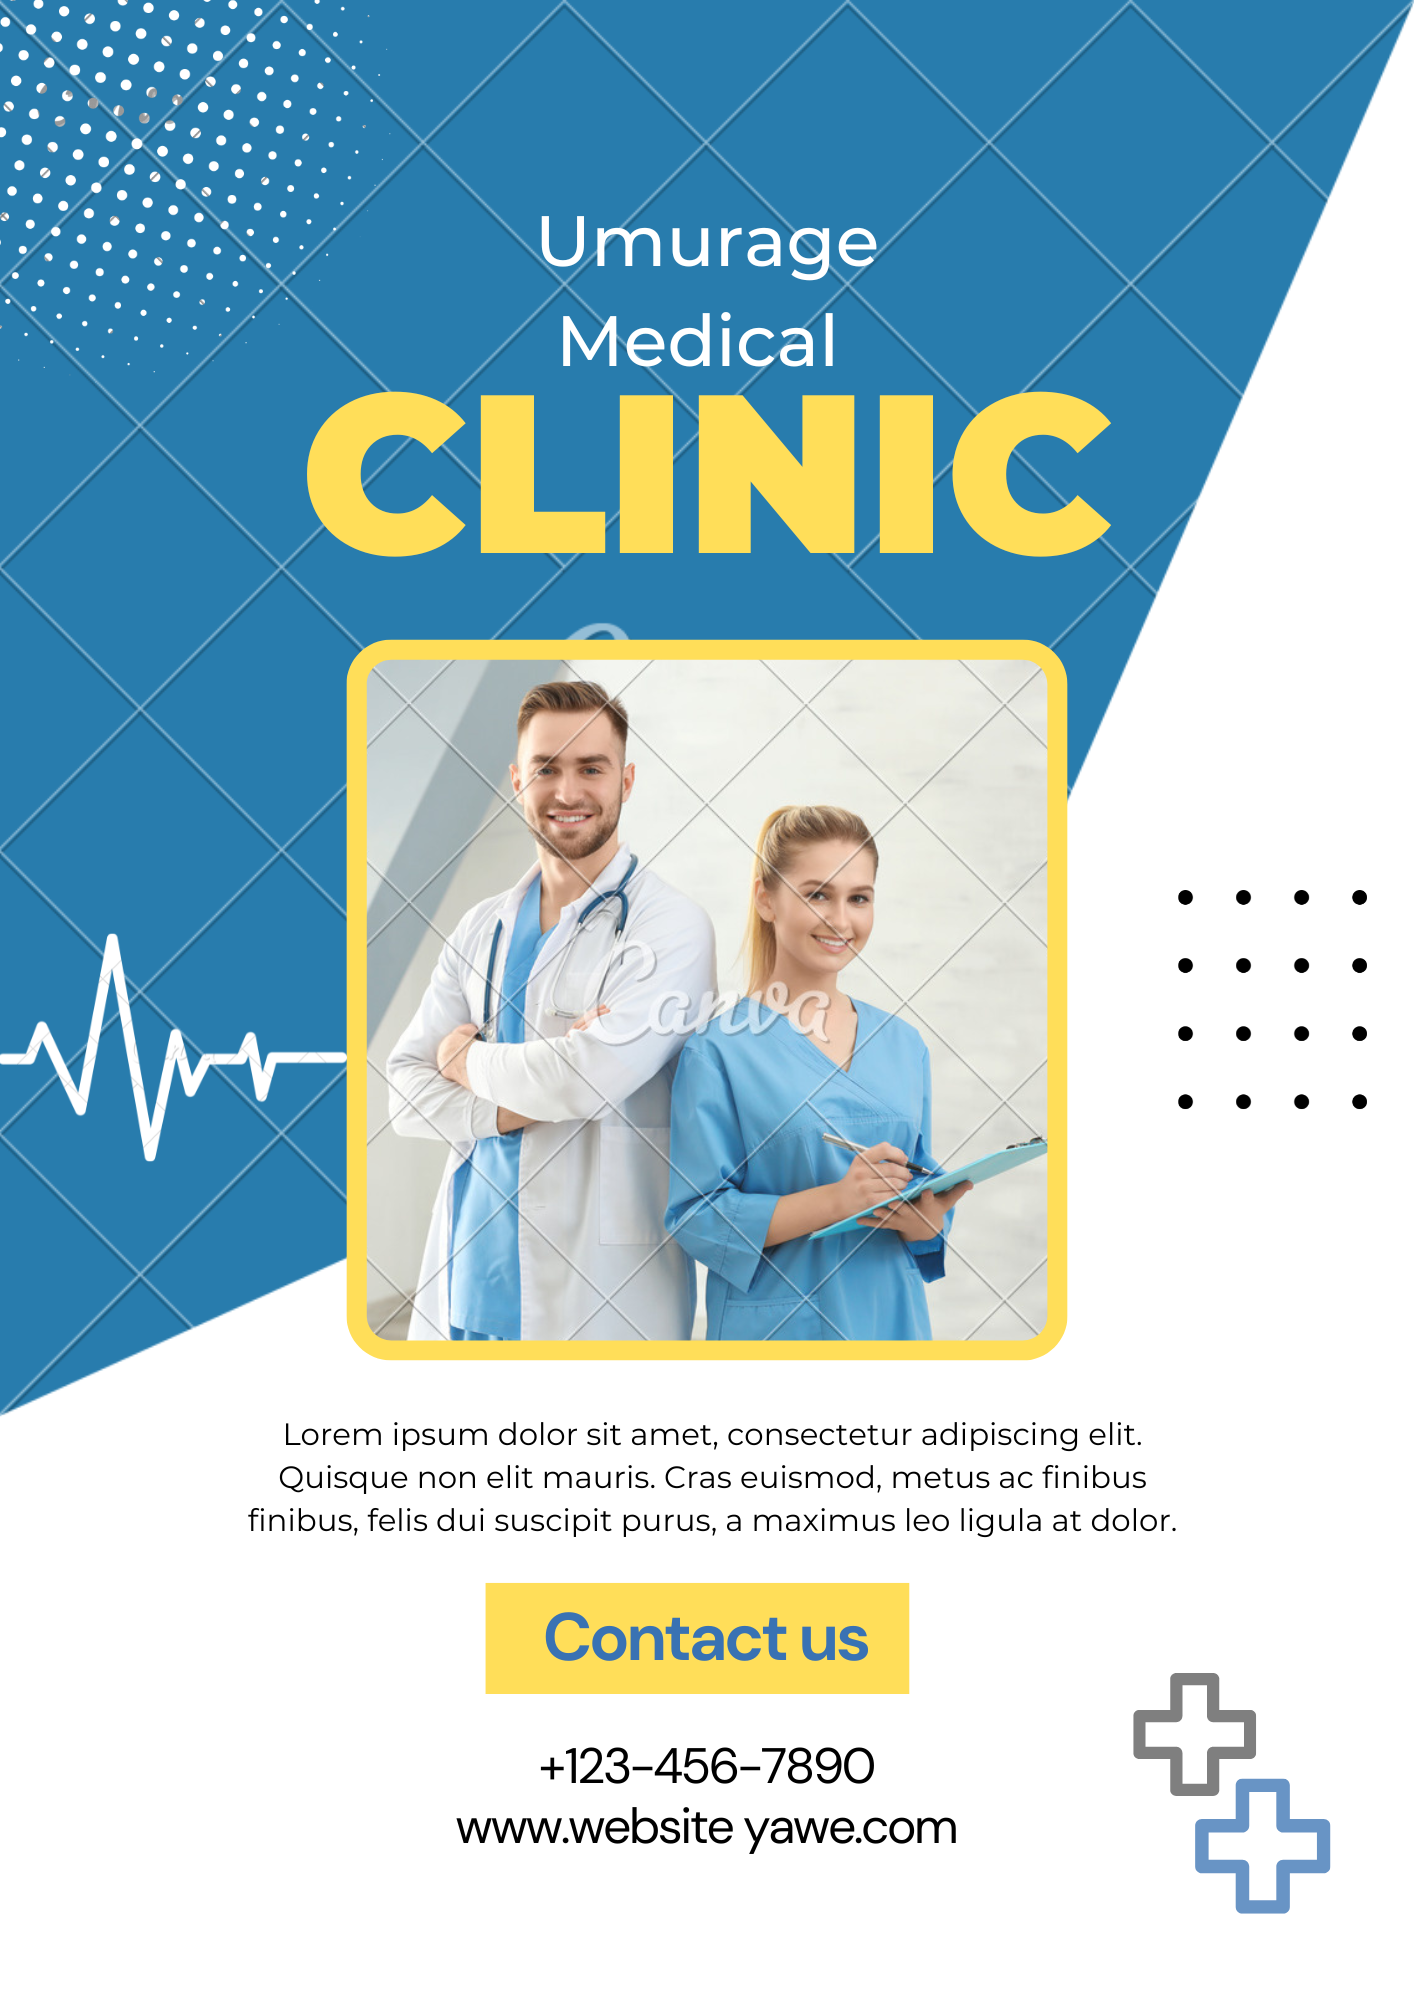 Umurage
Medical
CLINIC
Canva
Lorem ipsum dolor sit amet, consectetur adipiscing elit.
Quisque non elit mauris. Cras euismod, metus ac finibus
finibus, felis dui suscipit purus, a maximus leo ligula at dolor.
Contact us
+123-456-7890
www.website yawe.com